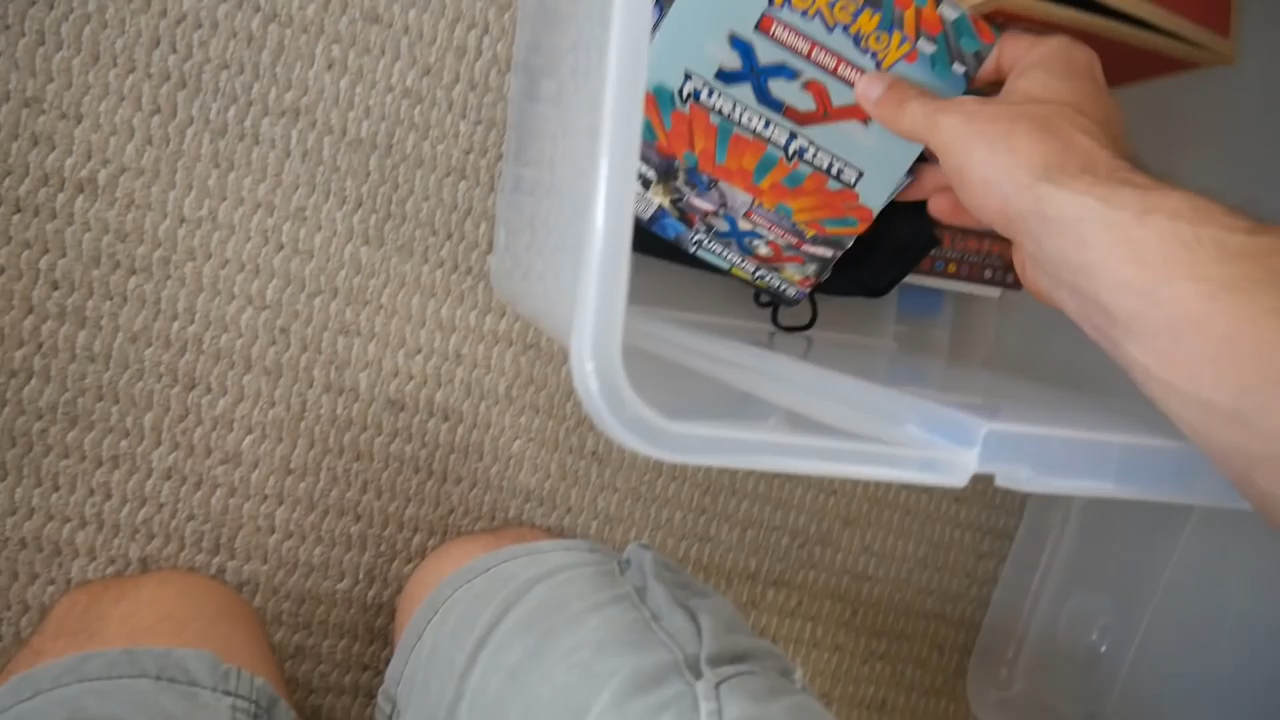 POKÉMON
TRADING CARD GAME
XY
FURIOUS FISTS
XY
FURIOUS FISTS